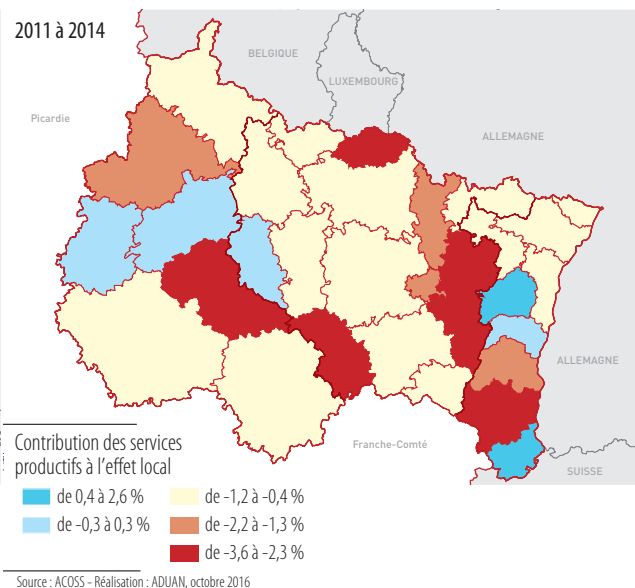 2011 à 2014
BELGIQUE
LUXEMBOURG
Picardie
ALLEMAGNE
ALLEMAGNE
Franche-Comté
SUISSE
Contribution des services
productifs à l'effet local
de 0,4 à 2,6 %
de -0,3 à 0,3 %
de -1,2 à -0,4 %
de -2,2 à -1,3 %
de -3,6 à -2,3 %
Source : ACOSS - Réalisation : ADUAN, octobre 2016